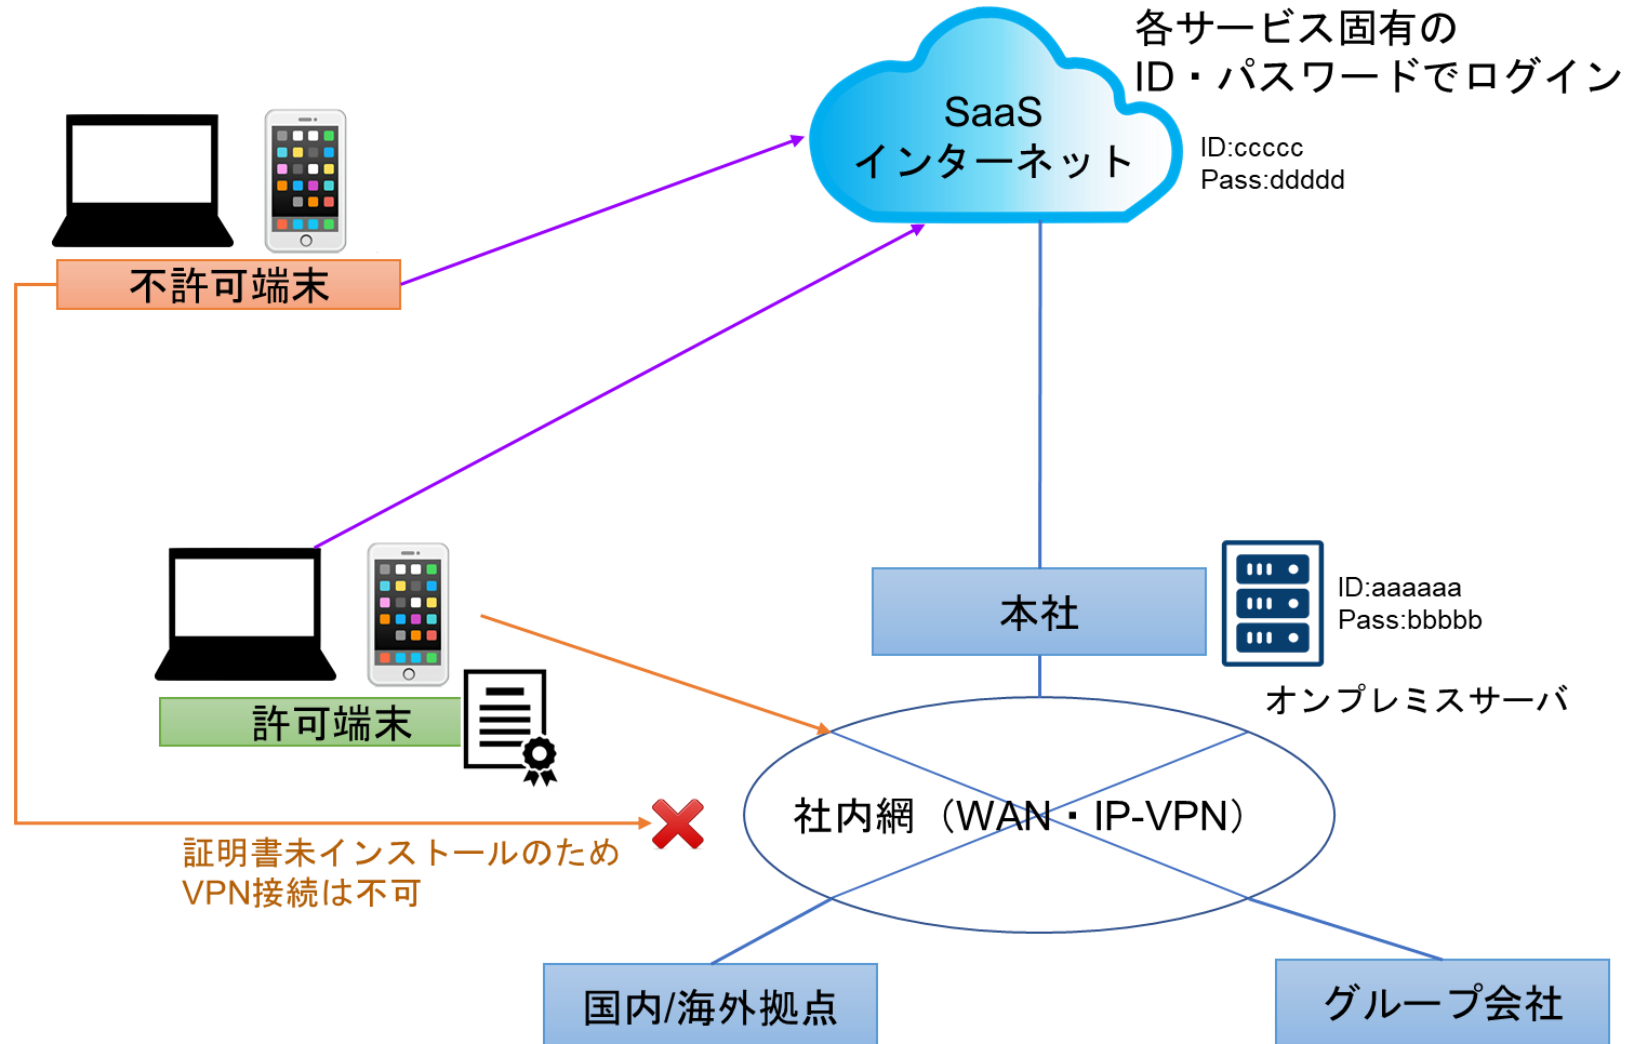 各サービス固有の
ID・パスワードでログイン
SaaS
インターネット
ID:ccccc
Pass:ddddd
不許可端末
本社
ID:aaaaaa
Pass:bbbbb
オンプレミスサーバ
許可端末
社内網（WAN・IP-VPN）
証明書未インストールのため
VPN接続は不可
国内/海外拠点
グループ会社